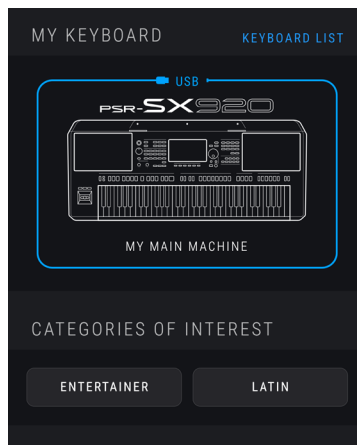 MY KEYBOARD
KEYBOARD LIST
USB
PSR-SX920
MY MAIN MACHINE
CATEGORIES OF INTEREST
ENTERTAINER
LATIN